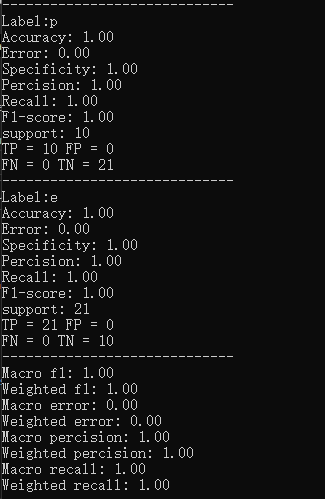 ----------------------------
Label:p
Accuracy: 1.00
Error: 0.00
Specificity: 1.00
Percision: 1.00
Recall: 1.00
F1-score: 1.00
support: 10
TP = 10 FP = 0
FN = 0 TN = 21
----------------------------
Label:e
Accuracy: 1.00
Error: 0.00
Specificity: 1.00
Percision: 1.00
Recall: 1.00
F1-score: 1.00
support: 21
TP = 21 FP = 0
FN = 0 TN = 10
----------------------------
Macro f1: 1.00
Weighted f1: 1.00
Macro error: 0.00
Weighted error: 0.00
Macro percision: 1.00
Weighted percision: 1.00
Macro recall: 1.00
Weighted recall: 1.00